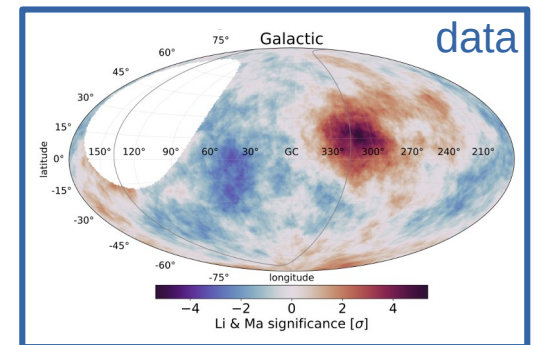 data
Galactic
75°
60°
45°
30°
15°
0°
-15°
-30°
-45°
-60°
-75°
latitude
150° 120° 90° 60° 30° GC 330° 300° 270° 240° 210°
longitude
−4 −2 0 2 4
Li & Ma significance [σ]